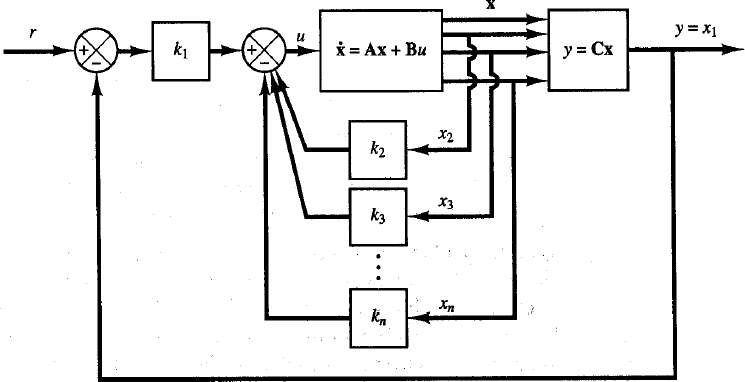 x
r
+
−
k₁
+
−
u
ẋ = Ax + Bu
y = Cx
y = x₁
k₂
x₂
k₃
x₃
kₙ
xₙ